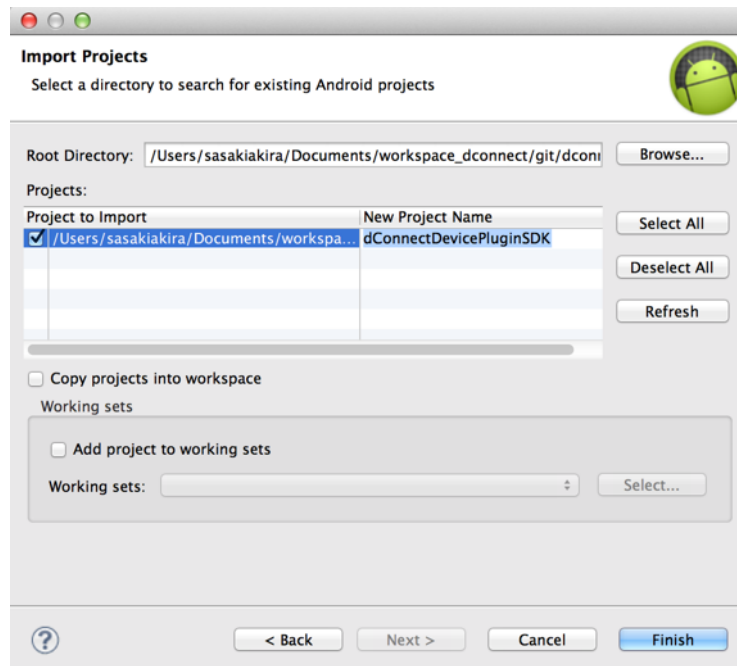 Import Projects
Select a directory to search for existing Android projects
Root Directory: /Users/sasakiakira/Documents/workspace_dconnect/git/dconn Browse...
Projects:
Project to Import New Project Name
/Users/sasakiakira/Documents/workspa... dConnectDevicePluginSDK
Select All
Deselect All
Refresh
Copy projects into workspace
Working sets
Add project to working sets
Working sets: Select...
? < Back Next > Cancel Finish